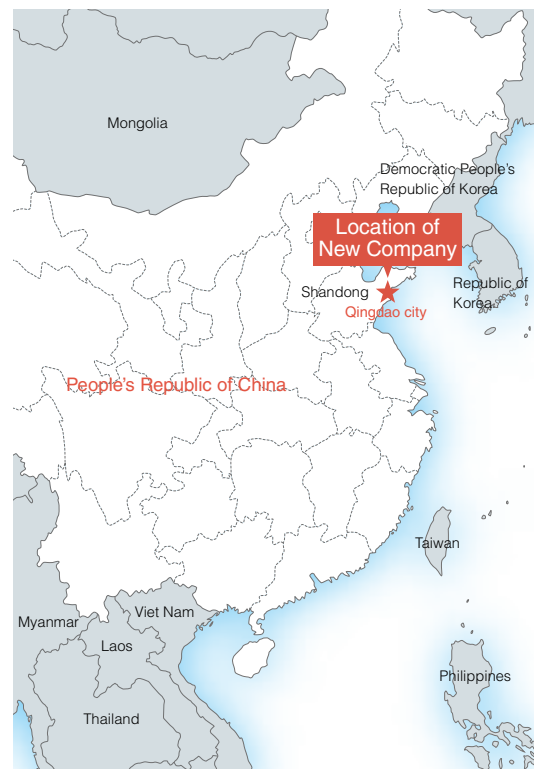 Mongolia
Democratic People's
Republic of Korea
Location of
New Company
Republic of
Korea
Shandong
Qingdao city
People's Republic of China
Taiwan
Viet Nam
Myanmar
Laos
Philippines
Thailand